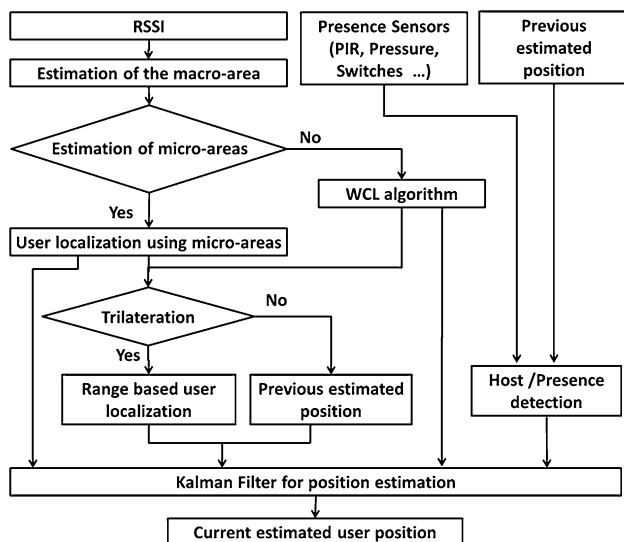 RSSI
Estimation of the macro-area
Presence Sensors
(PIR, Pressure,
Switches ...)
Previous
estimated
position
Estimation of micro-areas
No
WCL algorithm
Yes
User localization using micro-areas
Trilateration
No
Yes
Range based user
localization
Previous estimated
position
Host /Presence
detection
Kalman Filter for position estimation
Current estimated user position